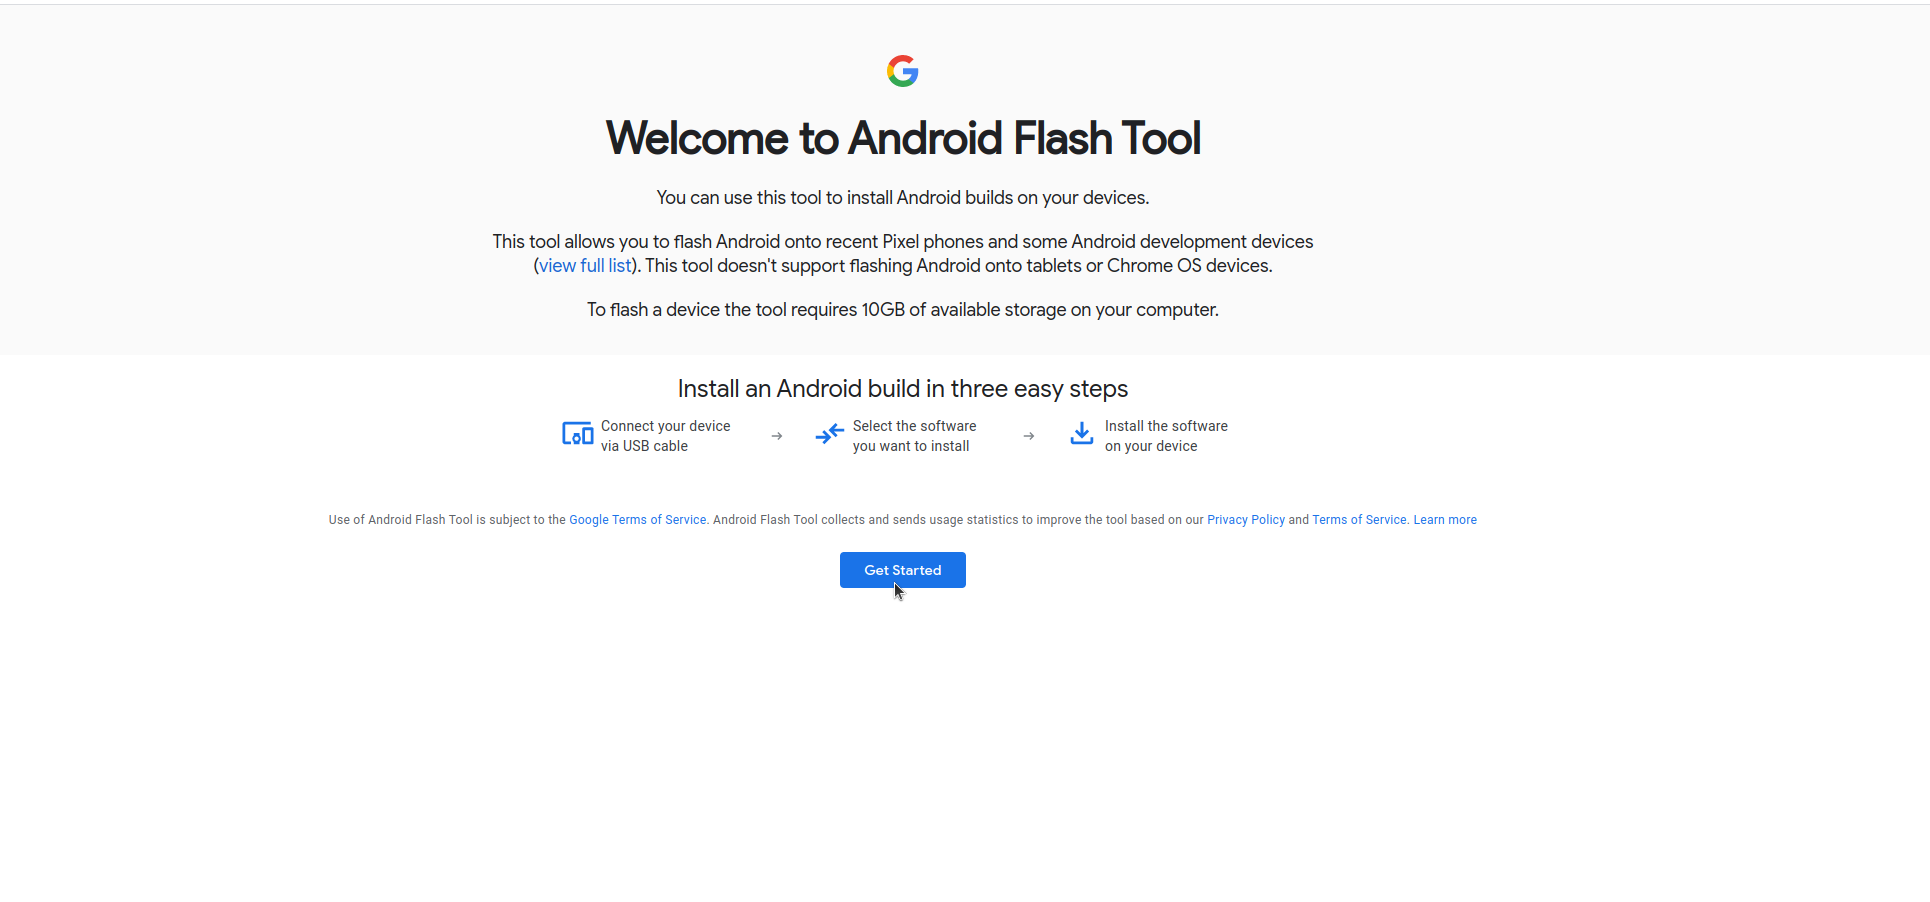 Welcome to Android Flash Tool
You can use this tool to install Android builds on your devices.
This tool allows you to flash Android onto recent Pixel phones and some Android development devices
(view full list). This tool doesn't support flashing Android onto tablets or Chrome OS devices.
To flash a device the tool requires 10GB of available storage on your computer.
Install an Android build in three easy steps
Connect your device
via USB cable
Select the software
you want to install
Install the software
on your device
Use of Android Flash Tool is subject to the Google Terms of Service. Android Flash Tool collects and sends usage statistics to improve the tool based on our Privacy Policy and Terms of Service. Learn more
Get Started